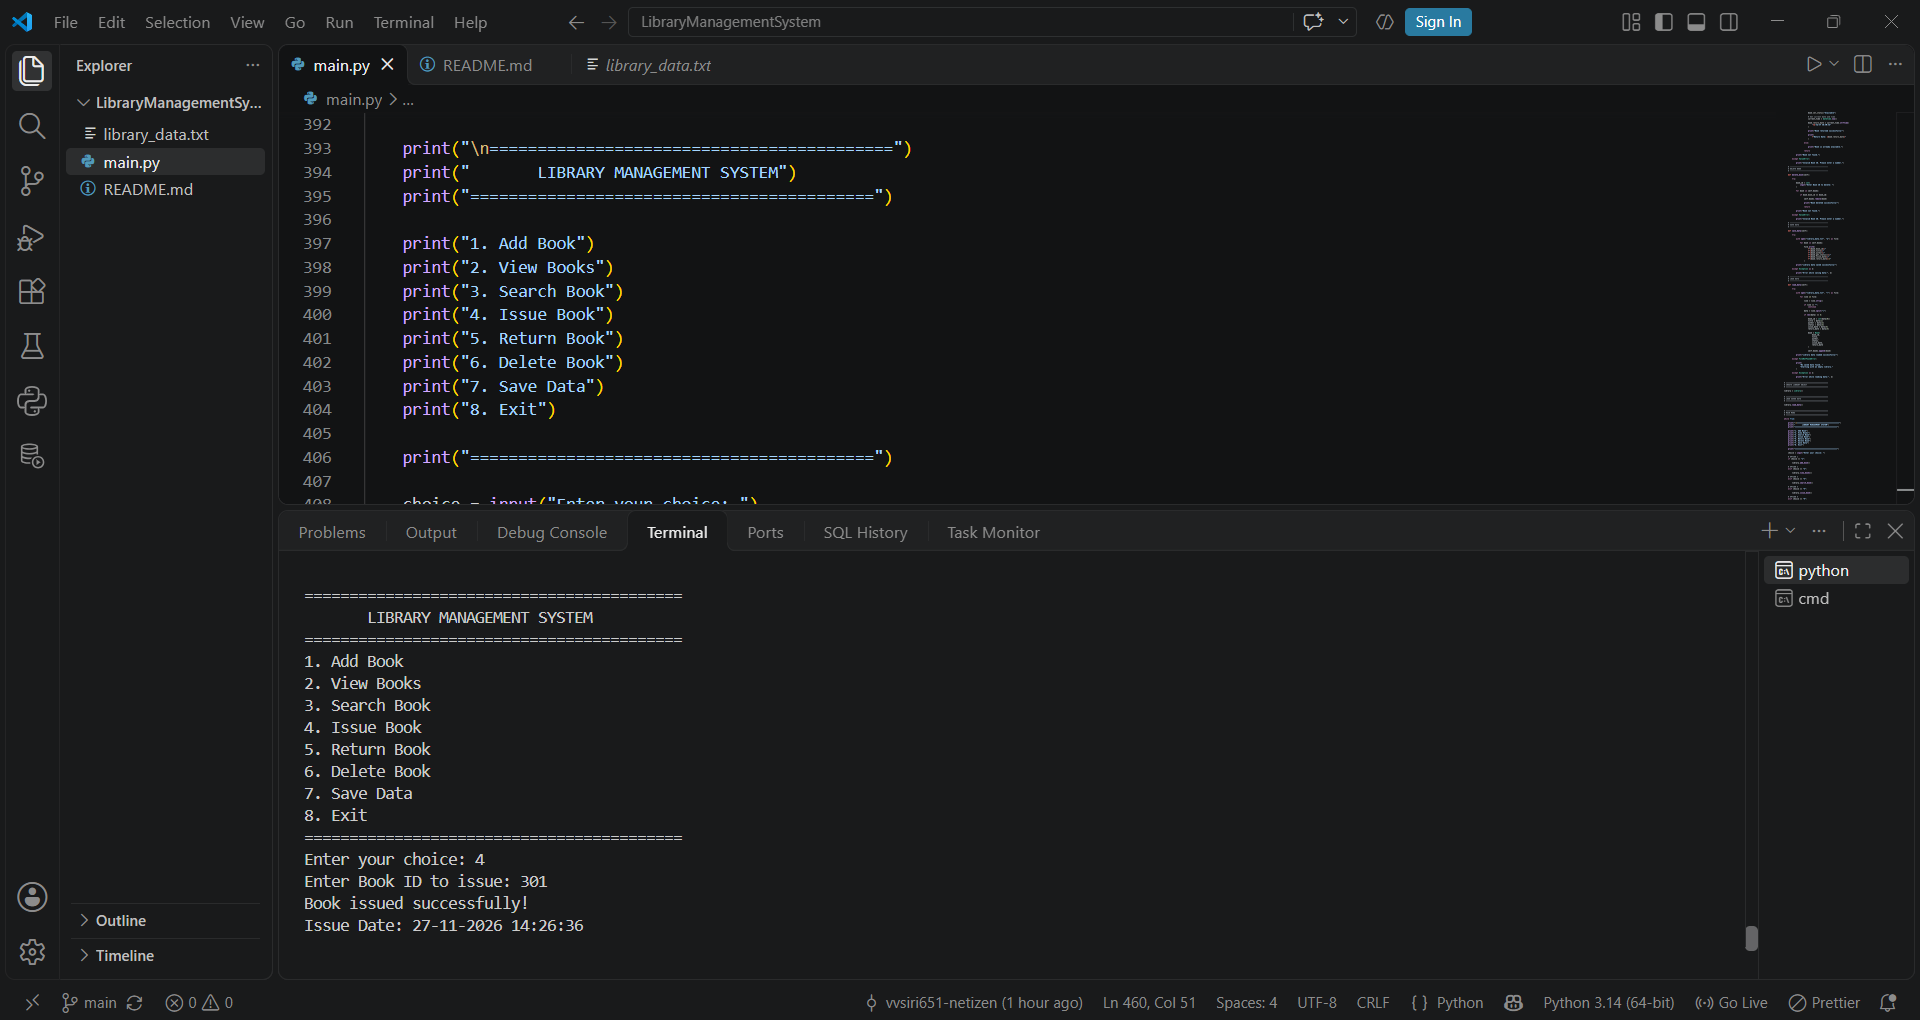 File Edit Selection View Go Run Terminal Help
LibraryManagementSystem
Sign In
Explorer
LibraryManagementSy...
library_data.txt
main.py
README.md
Outline
Timeline
main.py README.md library_data.txt
main.py > ...
392
393 print("\n==========================================")
394 print("       LIBRARY MANAGEMENT SYSTEM")
395 print("==========================================")
396
397 print("1. Add Book")
398 print("2. View Books")
399 print("3. Search Book")
400 print("4. Issue Book")
401 print("5. Return Book")
402 print("6. Delete Book")
403 print("7. Save Data")
404 print("8. Exit")
405
406 print("==========================================")
407
408 choice = input("Enter your choice: ")
Problems Output Debug Console Terminal Ports SQL History Task Monitor
python
cmd
==========================================
LIBRARY MANAGEMENT SYSTEM
==========================================
1. Add Book
2. View Books
3. Search Book
4. Issue Book
5. Return Book
6. Delete Book
7. Save Data
8. Exit
==========================================
Enter your choice: 4
Enter Book ID to issue: 301
Book issued successfully!
Issue Date: 27-11-2026 14:26:36
main 0 0 vvsiri651-netizen (1 hour ago) Ln 460, Col 51 Spaces: 4 UTF-8 CRLF { } Python Python 3.14 (64-bit) Go Live Prettier